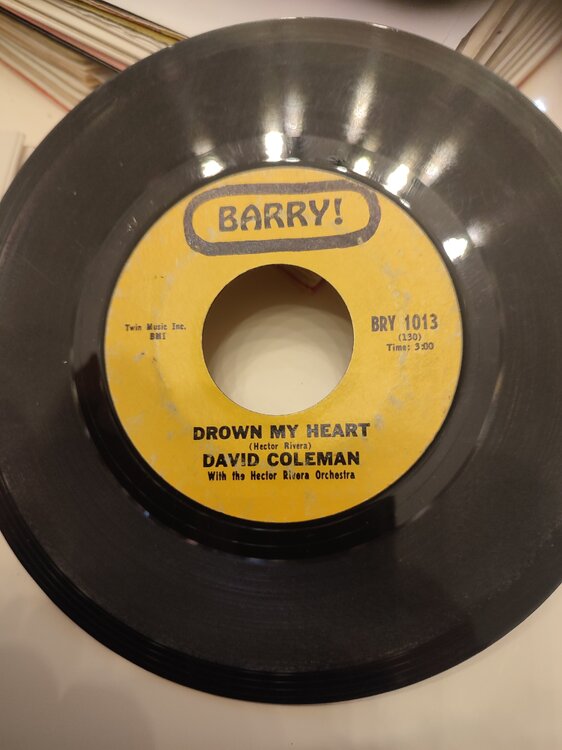 BARRY!
Twin Music Inc.
BMI
BRY 1013
(130)
Time: 3:00
DROWN MY HEART
(Hector Rivera)
DAVID COLEMAN
With the Hector Rivera Orchestra